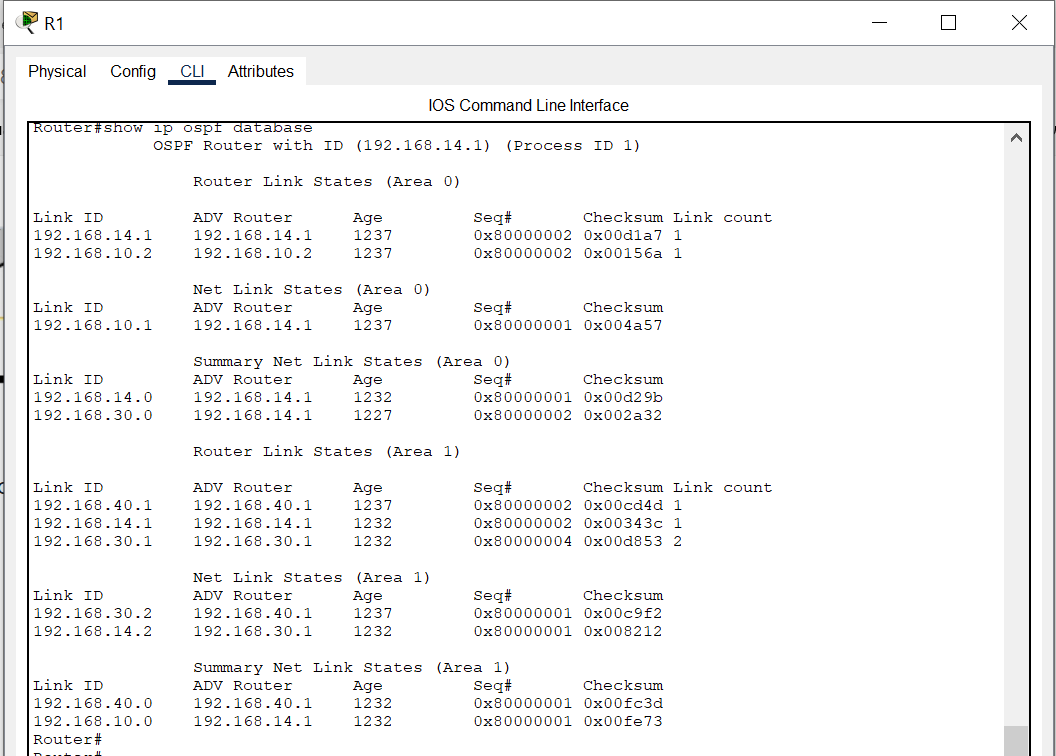 R1
Physical Config CLI Attributes
IOS Command Line Interface
Router#show ip ospf database
OSPF Router with ID (192.168.14.1) (Process ID 1)
Router Link States (Area 0)
Link ID ADV Router Age Seq# Checksum Link count
192.168.14.1 192.168.14.1 1237 0x80000002 0x00d1a7 1
192.168.10.2 192.168.10.2 1237 0x80000002 0x00156a 1
Net Link States (Area 0)
Link ID ADV Router Age Seq# Checksum
192.168.10.1 192.168.14.1 1237 0x80000001 0x004a57
Summary Net Link States (Area 0)
Link ID ADV Router Age Seq# Checksum
192.168.14.0 192.168.14.1 1232 0x80000001 0x00d29b
192.168.30.0 192.168.14.1 1227 0x80000002 0x002a32
Router Link States (Area 1)
Link ID ADV Router Age Seq# Checksum Link count
192.168.40.1 192.168.40.1 1237 0x80000002 0x00cd4d 1
192.168.14.1 192.168.14.1 1232 0x80000002 0x00343c 1
192.168.30.1 192.168.30.1 1232 0x80000004 0x00d853 2
Net Link States (Area 1)
Link ID ADV Router Age Seq# Checksum
192.168.30.2 192.168.40.1 1237 0x80000001 0x00c9f2
192.168.14.2 192.168.30.1 1232 0x80000001 0x008212
Summary Net Link States (Area 1)
Link ID ADV Router Age Seq# Checksum
192.168.40.0 192.168.40.1 1232 0x80000001 0x00fc3d
192.168.10.0 192.168.14.1 1232 0x80000001 0x00fe73
Router#
Router#